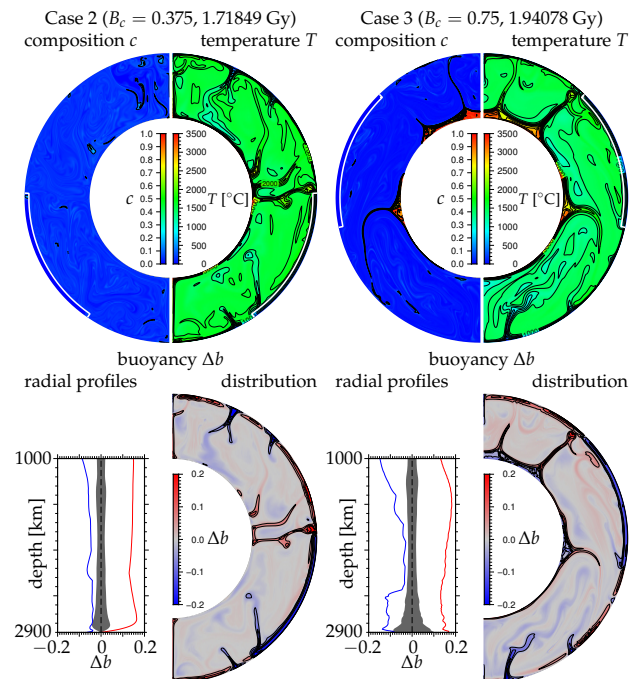 Case 2 (B_c = 0.375, 1.71849 Gy)
composition c
temperature T
1.0
0.9
0.8
0.7
0.6
0.5
0.4
0.3
0.2
0.1
0.0
c
3500
3000
2500
2000
1500
1000
500
0
T [°C]
2000
Case 3 (B_c = 0.75, 1.94078 Gy)
composition c
temperature T
1.0
0.9
0.8
0.7
0.6
0.5
0.4
0.3
0.2
0.1
0.0
c
3500
3000
2500
2000
1500
1000
500
0
T [°C]
1000
buoyancy Δb
radial profiles
distribution
1000
depth [km]
2900
−0.2
0.2
Δb
0.2
0.1
0.0
−0.1
−0.2
Δb
buoyancy Δb
radial profiles
distribution
1000
depth [km]
2900
−0.2
0.2
Δb
0.2
0.1
0.0
−0.1
−0.2
Δb